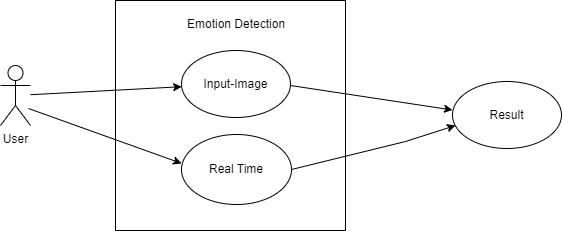 Emotion Detection
Input-Image
User
Result
Real Time